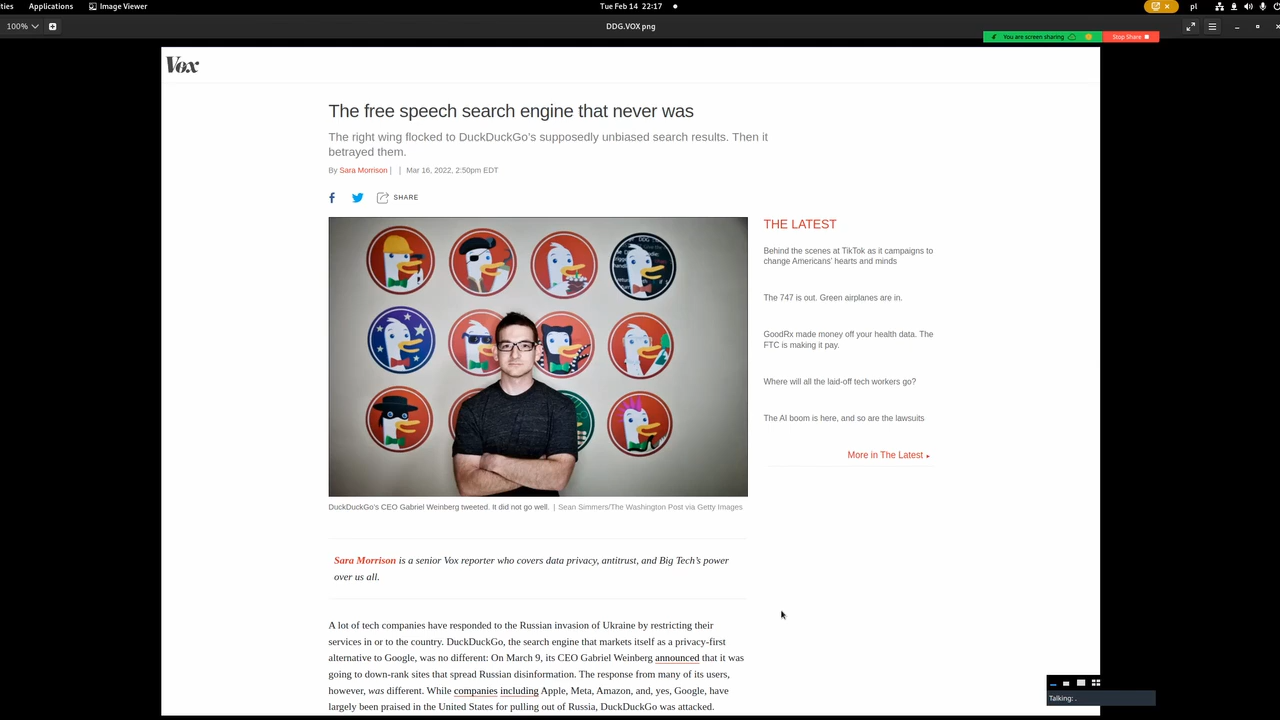 ties Applications Image Viewer Tue Feb 14 22:17 pl
100% DDG.VOX png
You are screen sharing Stop Share
Vox
The free speech search engine that never was
The right wing flocked to DuckDuckGo's supposedly unbiased search results. Then it
betrayed them.
By Sara Morrison | | Mar 16, 2022, 2:50pm EDT
SHARE
THE LATEST
Behind the scenes at TikTok as it campaigns to
change Americans' hearts and minds
The 747 is out. Green airplanes are in.
GoodRx made money off your health data. The
FTC is making it pay.
Where will all the laid-off tech workers go?
The AI boom is here, and so are the lawsuits
More in The Latest ▸
DuckDuckGo's CEO Gabriel Weinberg tweeted. It did not go well. | Sean Simmers/The Washington Post via Getty Images
Sara Morrison is a senior Vox reporter who covers data privacy, antitrust, and Big Tech's power
over us all.
A lot of tech companies have responded to the Russian invasion of Ukraine by restricting their
services in or to the country. DuckDuckGo, the search engine that markets itself as a privacy-first
alternative to Google, was no different: On March 9, its CEO Gabriel Weinberg announced that it was
going to down-rank sites that spread Russian disinformation. The response from many of its users,
however, was different. While companies including Apple, Meta, Amazon, and, yes, Google, have
largely been praised in the United States for pulling out of Russia, DuckDuckGo was attacked.
Talking: .